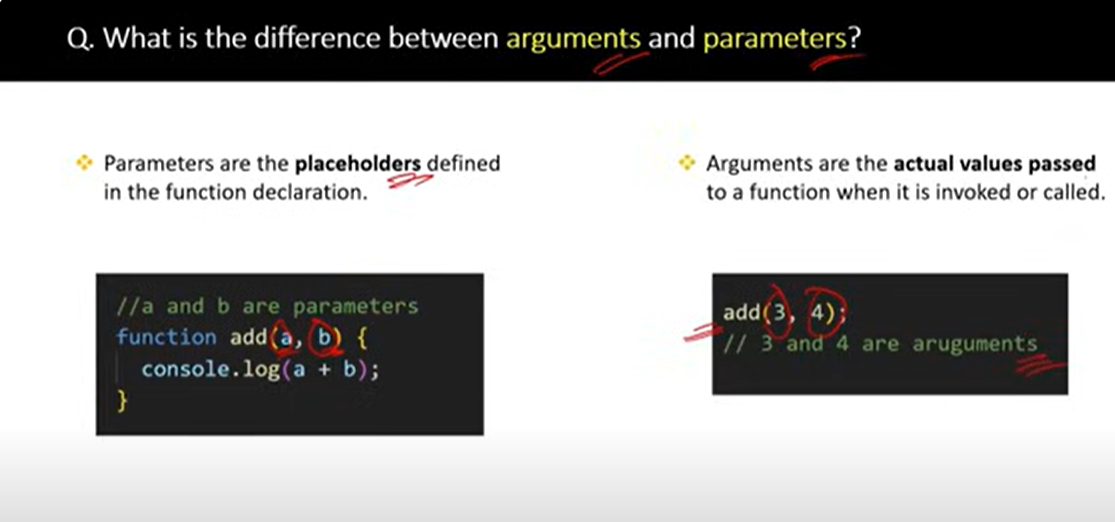 Q. What is the difference between arguments and parameters?
Parameters are the placeholders defined
in the function declaration.
//a and b are parameters
function add(a, b) {
console.log(a + b);
}
Arguments are the actual values passed
to a function when it is invoked or called.
add(3, 4);
// 3 and 4 are aruguments